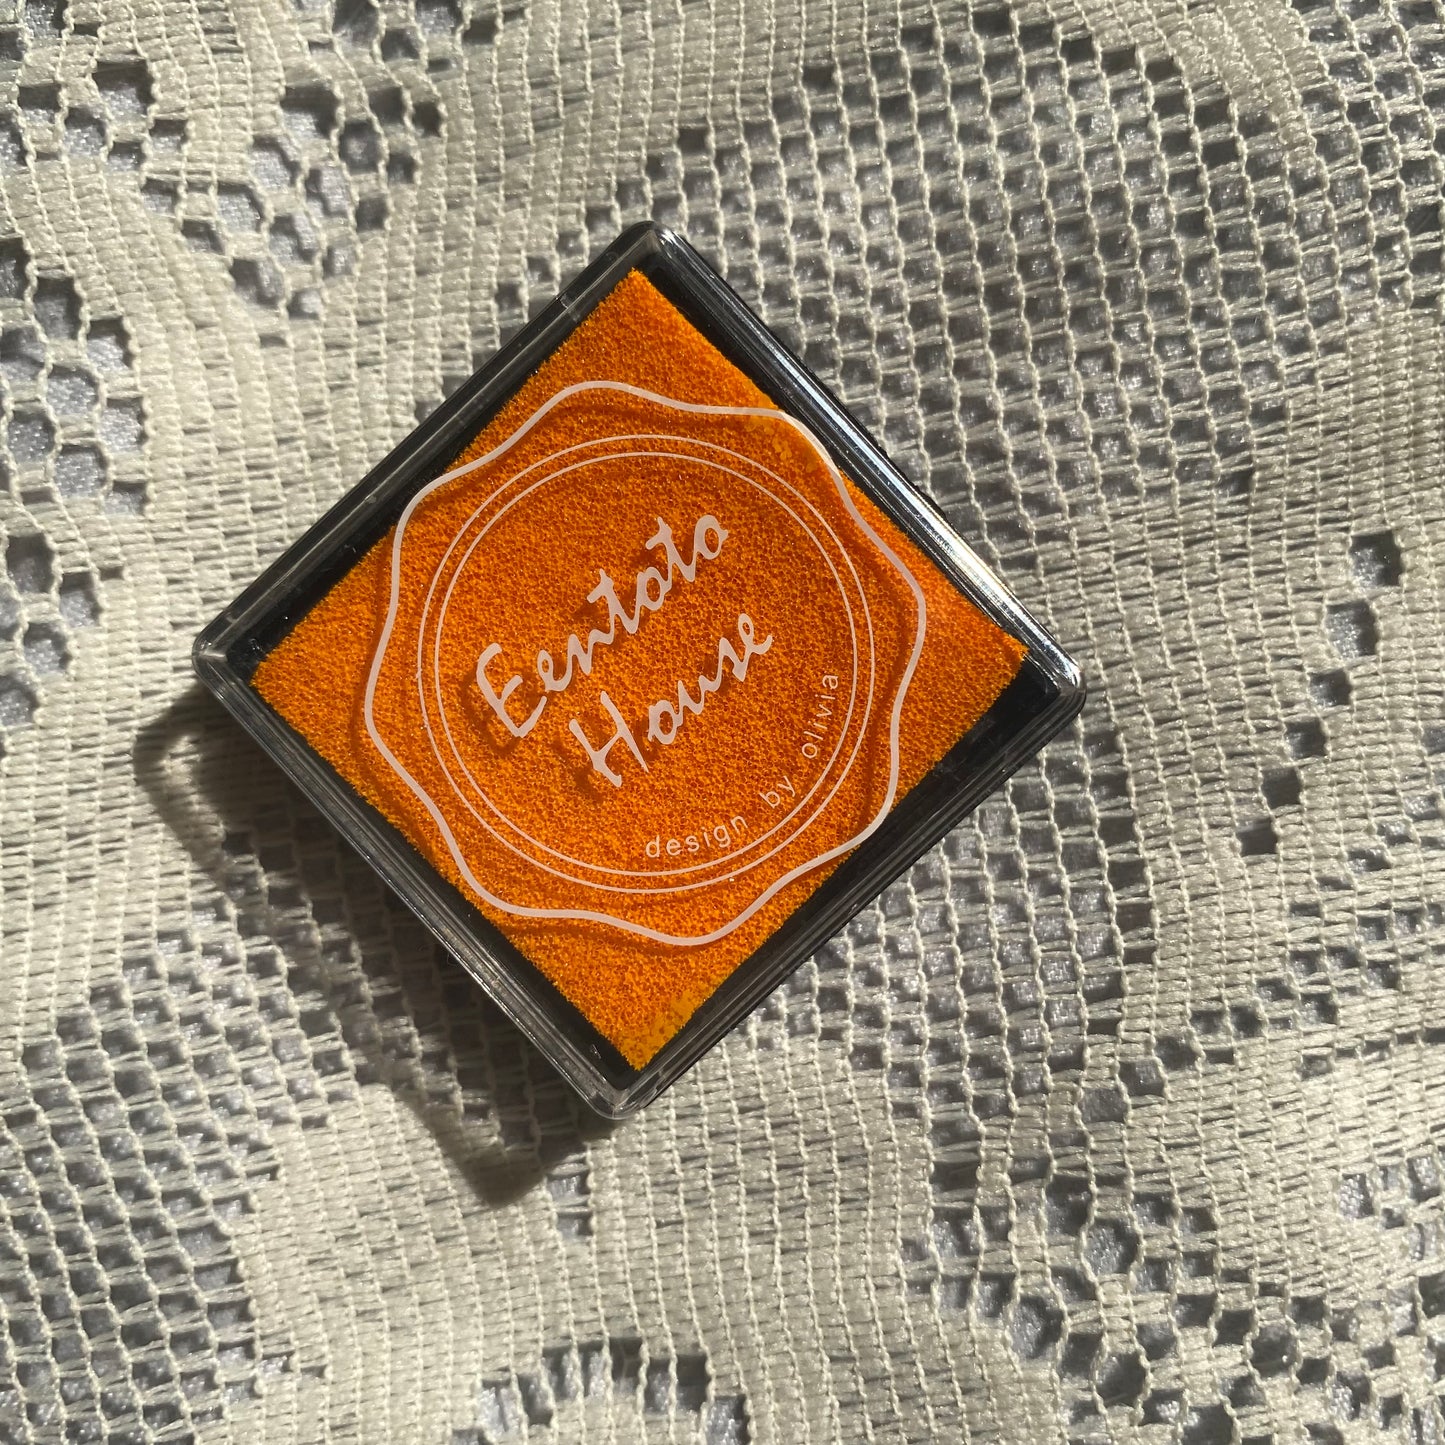 Eentoto
House
design by olivia